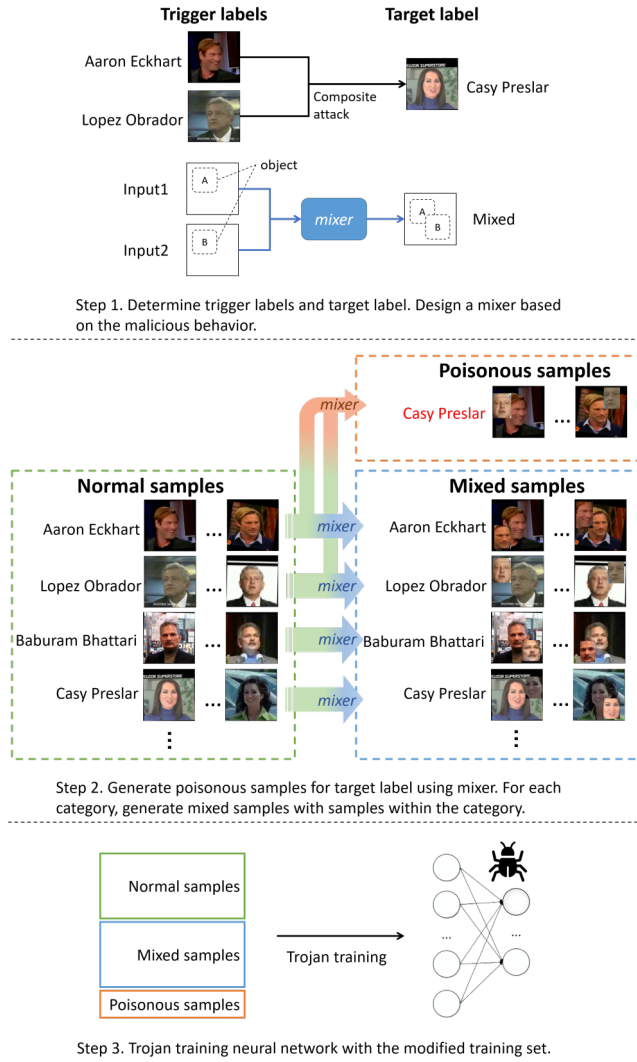 Trigger labels
Target label
Aaron Eckhart
Lopez Obrador
Composite
attack
Casy Preslar
Input1
A
object
Input2
B
mixer
A
B
Mixed
Step 1. Determine trigger labels and target label. Design a mixer based
on the malicious behavior.
Poisonous samples
mixer
Casy Preslar
...
Normal samples
Mixed samples
Aaron Eckhart
...
mixer
Aaron Eckhart
...
Lopez Obrador
...
mixer
Lopez Obrador
...
Baburam Bhattari
...
mixer
Baburam Bhattari
...
Casy Preslar
...
mixer
Casy Preslar
...
Step 2. Generate poisonous samples for target label using mixer. For each
category, generate mixed samples with samples within the category.
Normal samples
Mixed samples
Poisonous samples
Trojan training
...
...
Step 3. Trojan training neural network with the modified training set.